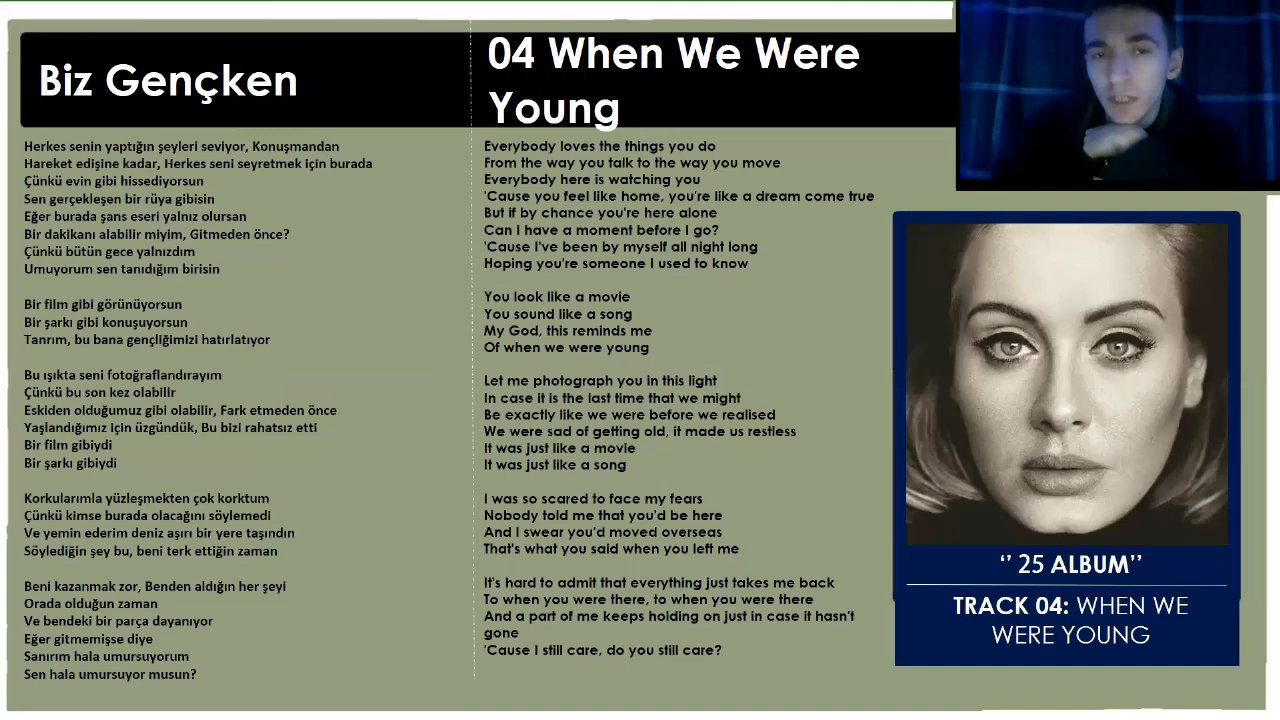 Biz Gençken
Herkes senin yaptığın şeyleri seviyor, Konuşmandan
Hareket edişine kadar, Herkes seni seyretmek için burada
Çünkü evin gibi hissediyorsun
Sen gerçekleşen bir rüya gibisin
Eğer burada şans eseri yalnız olursan
Bir dakikanı alabilir miyim, Gitmeden önce?
Çünkü bütün gece yalnızdım
Umuyorum sen tanıdığım birisin
Bir film gibi görünüyorsun
Bir şarkı gibi konuşuyorsun
Tanrım, bu bana gençliğimizi hatırlatıyor
Bu ışıkta seni fotoğraflandırayım
Çünkü bu son kez olabilir
Eskiden olduğumuz gibi olabilir, Fark etmeden önce
Yaşlandığımız için üzgündük, Bu bizi rahatsız etti
Bir film gibiydi
Bir şarkı gibiydi
Korkularımla yüzleşmekten çok korktum
Çünkü kimse burada olacağını söylemedi
Ve yemin ederim deniz aşırı bir yere taşındın
Söylediğin şey bu, beni terk ettiğin zaman
Beni kazanmak zor, Benden aldığın her şeyi
Orada olduğun zaman
Ve bendeki bir parça dayanıyor
Eğer gitmemişse diye
Sanırım hala umursuyorum
Sen hala umursuyor musun?
04 When We Were
Young
Everybody loves the things you do
From the way you talk to the way you move
Everybody here is watching you
'Cause you feel like home, you're like a dream come true
But if by chance you're here alone
Can I have a moment before I go?
'Cause I've been by myself all night long
Hoping you're someone I used to know
You look like a movie
You sound like a song
My God, this reminds me
Of when we were young
Let me photograph you in this light
In case it is the last time that we might
Be exactly like we were before we realised
We were sad of getting old, it made us restless
It was just like a movie
It was just like a song
I was so scared to face my fears
Nobody told me that you'd be here
And I swear you'd moved overseas
That's what you said when you left me
It's hard to admit that everything just takes me back
To when you were there, to when you were there
And a part of me keeps holding on just in case it hasn't
gone
'Cause I still care, do you still care?
‘’ 25 ALBUM’’
TRACK 04: WHEN WE
WERE YOUNG